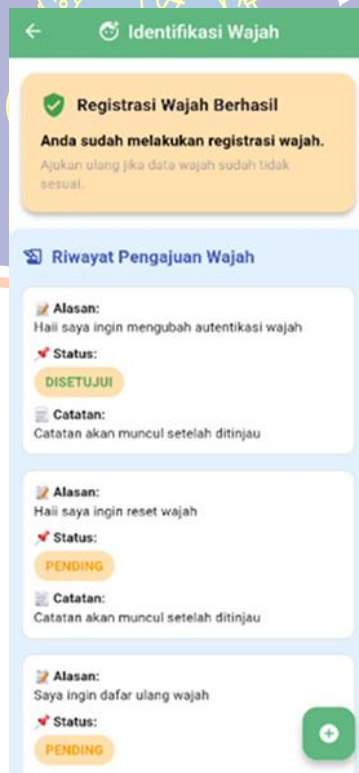 Identifikasi Wajah
Registrasi Wajah Berhasil
Anda sudah melakukan registrasi wajah.
Ajukan ulang jika data wajah sudah tidak
sesuai.
Riwayat Pengajuan Wajah
Alasan:
Haii saya ingin mengubah autentikasi wajah
Status:
DISETUJUI
Catatan:
Catatan akan muncul setelah ditinjau
Alasan:
Haii saya ingin reset wajah
Status:
PENDING
Catatan:
Catatan akan muncul setelah ditinjau
Alasan:
Saya ingin dafar ulang wajah
Status:
PENDING